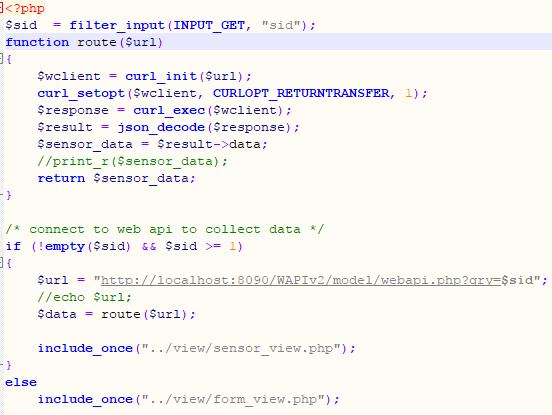 <?php
$sid  = filter_input(INPUT_GET, "sid");
function route($url)
{
    $wclient = curl_init($url);
    curl_setopt($wclient, CURLOPT_RETURNTRANSFER, 1);
    $response = curl_exec($wclient);
    $result = json_decode($response);
    $sensor_data = $result->data;
    //print_r($sensor_data);
    return $sensor_data;
}

/* connect to web api to collect data */
if (!empty($sid) && $sid >= 1)
{
    $url = "http://localhost:8090/WAPIv2/model/webapi.php?qry=$sid";
    //echo $url;
    $data = route($url);

    include_once("../view/sensor_view.php");
}
else
    include_once("../view/form_view.php");